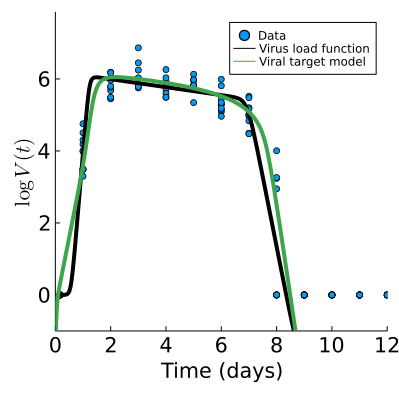 Data
Virus load function
Viral target model
6
4
2
0
log V(t)
0 2 4 6 8 10 12
Time (days)